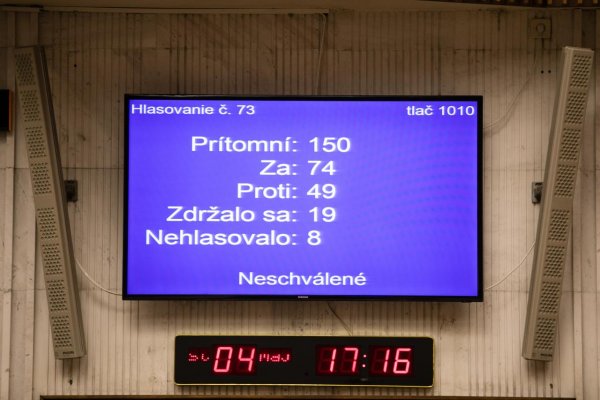 Hlasovanie č. 73 tlač 1010
Prítomní: 150
Za: 74
Proti: 49
Zdržalo sa: 19
Nehlasovalo: 8
Neschválené
St 04 Maj 17:16